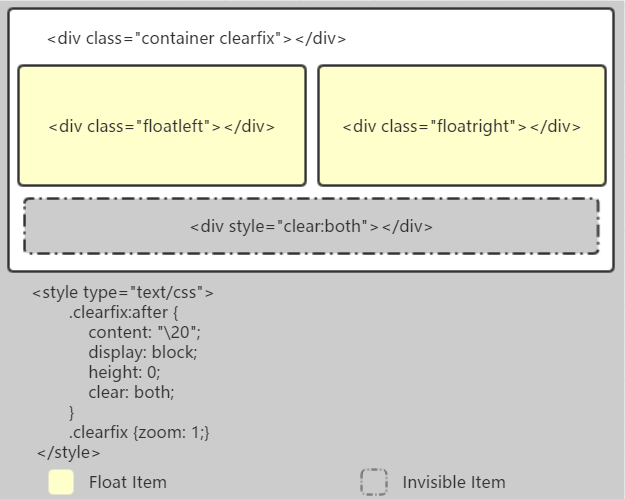 <div class="container clearfix"></div>
<div class="floatleft"></div>
<div class="floatright"></div>
<div style="clear:both"></div>
<style type="text/css">
.clearfix:after {
content: "\20";
display: block;
height: 0;
clear: both;
}
.clearfix {zoom: 1;}
</style>
Float Item
Invisible Item